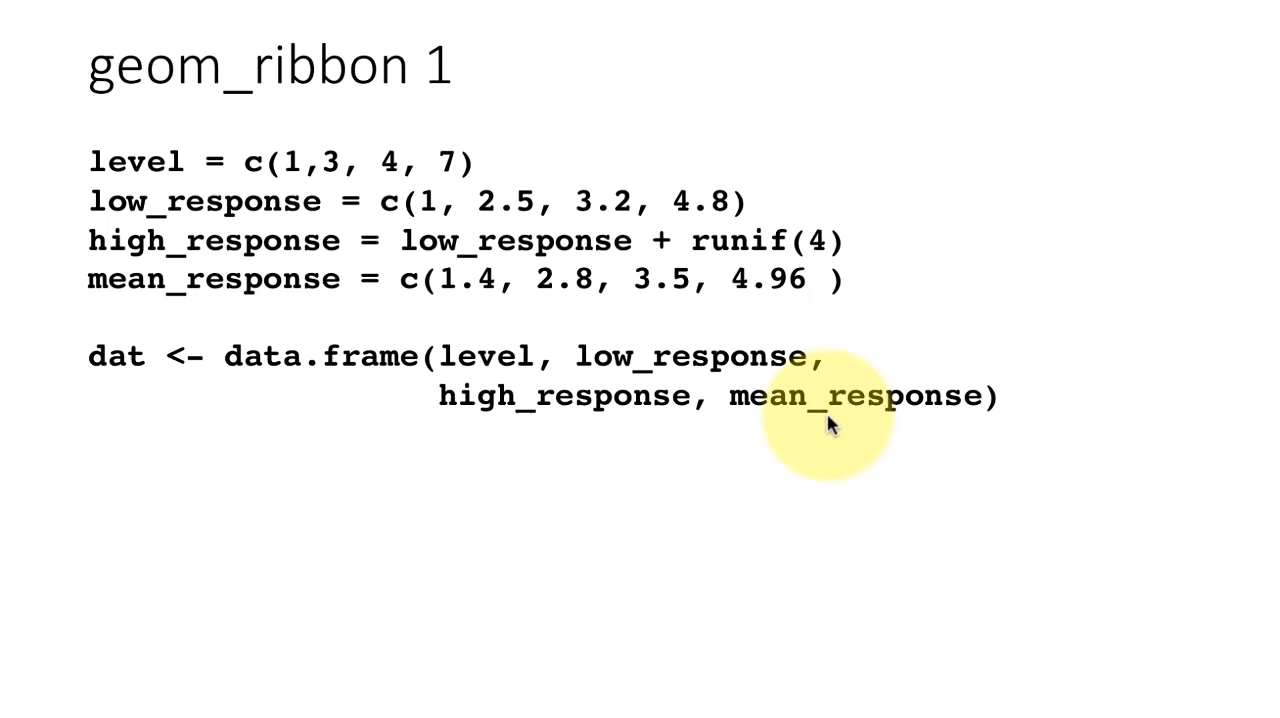 geom_ribbon 1
level = c(1,3, 4, 7)
low_response = c(1, 2.5, 3.2, 4.8)
high_response = low_response + runif(4)
mean_response = c(1.4, 2.8, 3.5, 4.96 )
dat <- data.frame(level, low_response,
high_response, mean_response)